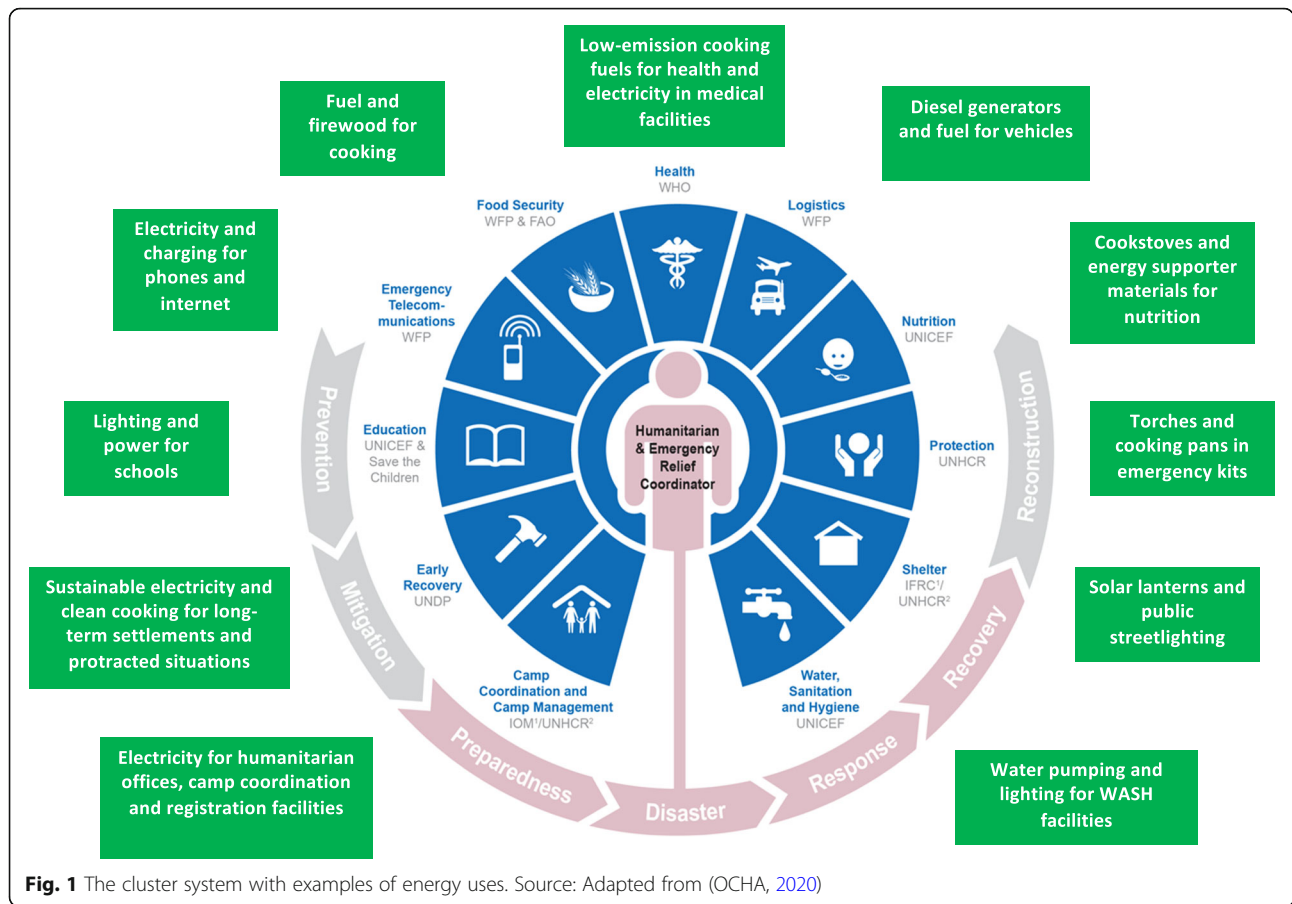 Low-emission cooking
fuels for health and
electricity in medical
facilities
Fuel and
firewood for
cooking
Diesel generators
and fuel for vehicles
Electricity and
charging for
phones and
internet
Cookstoves and
energy supporter
materials for
nutrition
Lighting and
power for
schools
Torches and
cooking pans in
emergency kits
Sustainable electricity and
clean cooking for long-
term settlements and
protracted situations
Solar lanterns and
public
streetlighting
Electricity for humanitarian
offices, camp coordination
and registration facilities
Water pumping and
lighting for WASH
facilities
Health
WHO
Food Security
WFP & FAO
Logistics
WFP
Emergency
Telecom-
munications
WFP
Nutrition
UNICEF
Education
UNICEF &
Save the
Children
Protection
UNHCR
Early
Recovery
UNDP
Shelter
IFRC¹/
UNHCR²
Camp
Coordination and
Camp Management
IOM¹/UNHCR²
Water,
Sanitation
and Hygiene
UNICEF
Humanitarian
& Emergency
Relief
Coordinator
Prevention
Mitigation
Preparedness
Disaster
Response
Recovery
Reconstruction
Fig. 1 The cluster system with examples of energy uses. Source: Adapted from (OCHA, 2020)